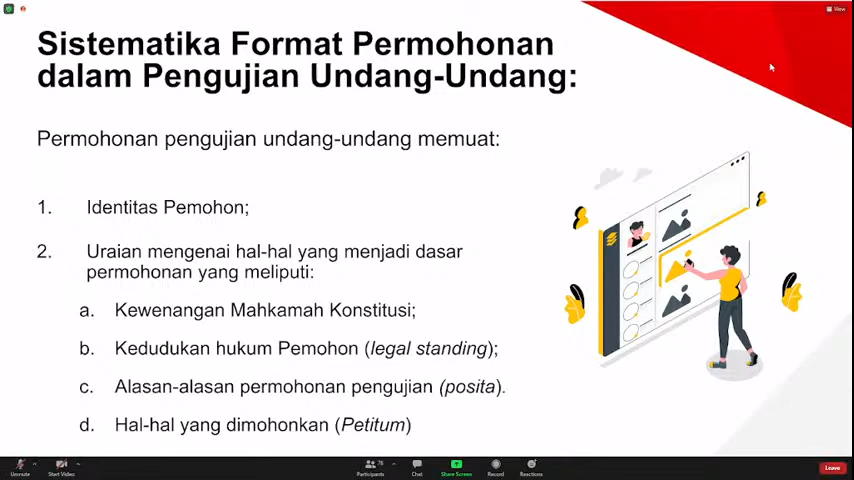 View
Sistematika Format Permohonan
dalam Pengujian Undang-Undang:
Permohonan pengujian undang-undang memuat:
1. Identitas Pemohon;
2. Uraian mengenai hal-hal yang menjadi dasar
permohonan yang meliputi:
a. Kewenangan Mahkamah Konstitusi;
b. Kedudukan hukum Pemohon (legal standing);
c. Alasan-alasan permohonan pengujian (posita).
d. Hal-hal yang dimohonkan (Petitum)
Unmute
Start Video
Participants
76
Chat
Share Screen
Record
Reactions
Leave